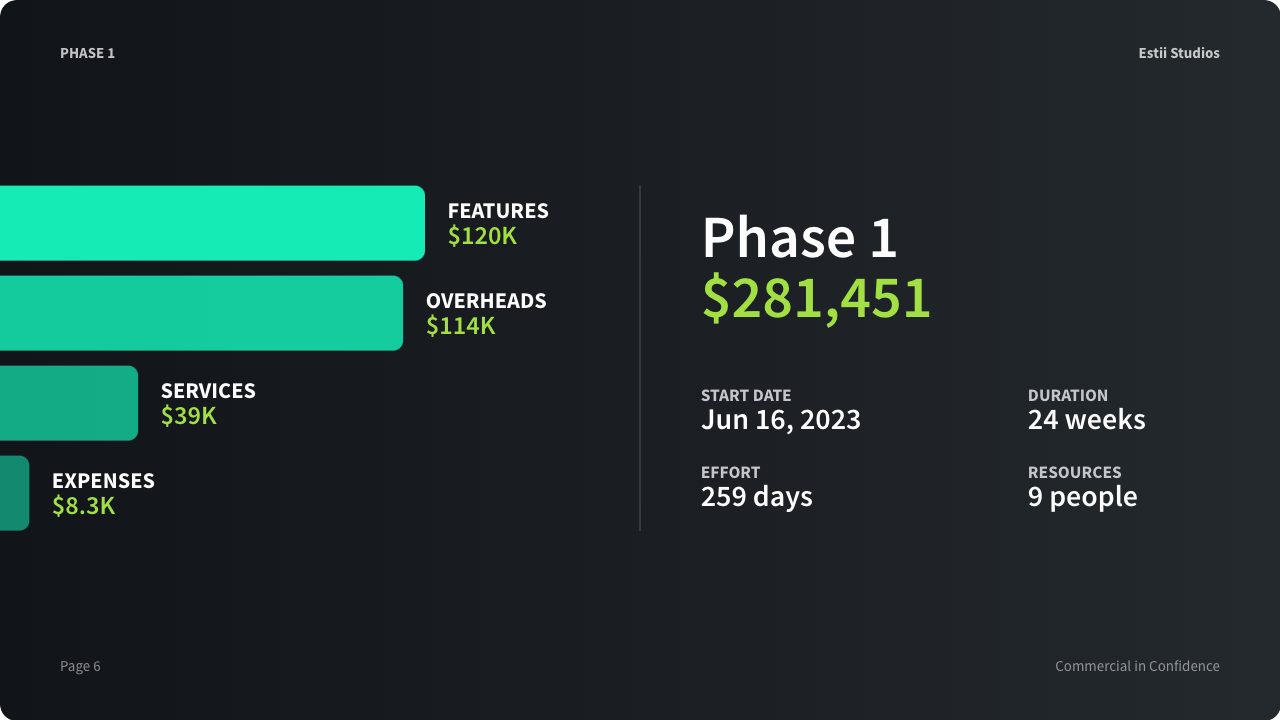 PHASE 1
Estii Studios
FEATURES
$120K
OVERHEADS
$114K
SERVICES
$39K
EXPENSES
$8.3K
Phase 1
$281,451
START DATE
Jun 16, 2023
DURATION
24 weeks
EFFORT
259 days
RESOURCES
9 people
Page 6
Commercial in Confidence